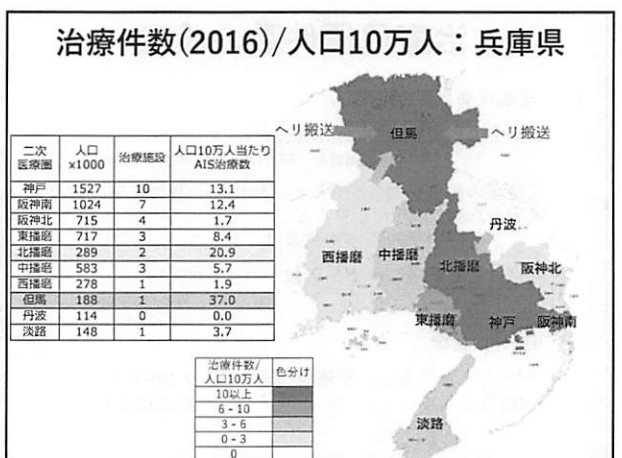 治療件数(2016)/人口10万人：兵庫県
二次医療圏 人口x1000 治療施設 人口10万人当たりAIS治療数
神戸 1527 10 13.1
阪神南 1024 7 12.4
阪神北 715 4 1.7
東播磨 717 3 8.4
北播磨 289 2 20.9
中播磨 583 3 5.7
西播磨 278 1 1.9
但馬 188 1 37.0
丹波 114 0 0.0
淡路 148 1 3.7
ヘリ搬送
但馬
ヘリ搬送
丹波
西播磨
中播磨
北播磨
阪神北
東播磨
神戸
阪神南
淡路
治療件数/人口10万人 色分け
10以上
6 - 10
3 - 6
0 - 3
0